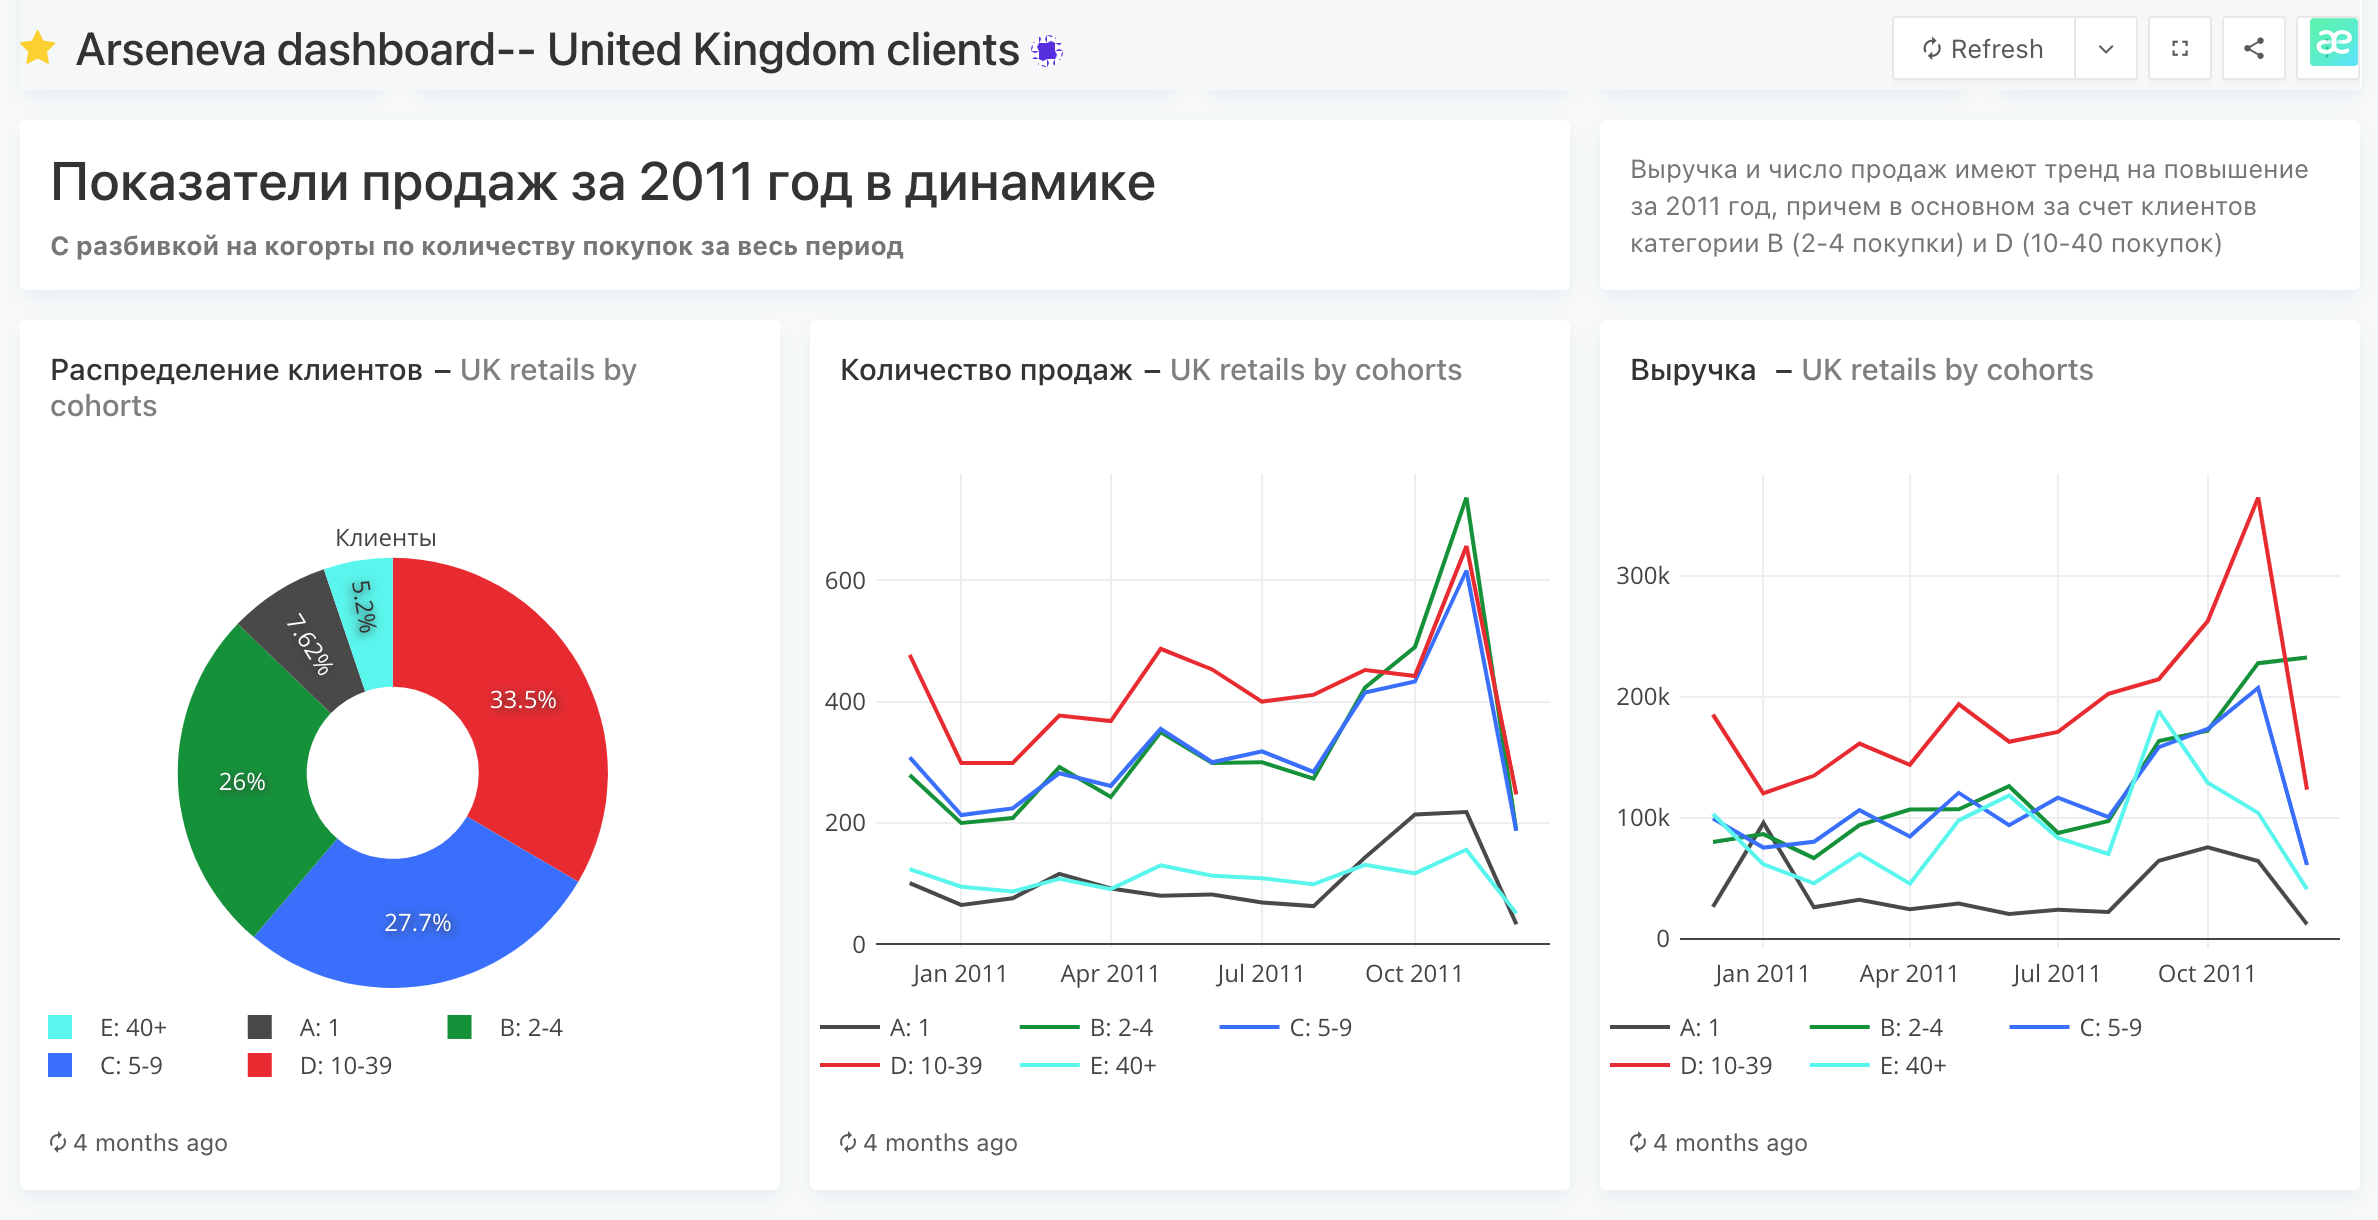 Arseneva dashboard-- United Kingdom clients
Refresh
æ
Показатели продаж за 2011 год в динамике
С разбивкой на когорты по количеству покупок за весь период
Выручка и число продаж имеют тренд на повышение
за 2011 год, причем в основном за счет клиентов
категории B (2-4 покупки) и D (10-40 покупок)
Распределение клиентов – UK retails by
cohorts
Клиенты
5.2%
7.62%
33.5%
26%
27.7%
E: 40+ A: 1 B: 2-4
C: 5-9 D: 10-39
4 months ago
Количество продаж – UK retails by cohorts
600
400
200
0
Jan 2011 Apr 2011 Jul 2011 Oct 2011
A: 1 B: 2-4 C: 5-9
D: 10-39 E: 40+
4 months ago
Выручка – UK retails by cohorts
300k
200k
100k
0
Jan 2011 Apr 2011 Jul 2011 Oct 2011
A: 1 B: 2-4 C: 5-9
D: 10-39 E: 40+
4 months ago